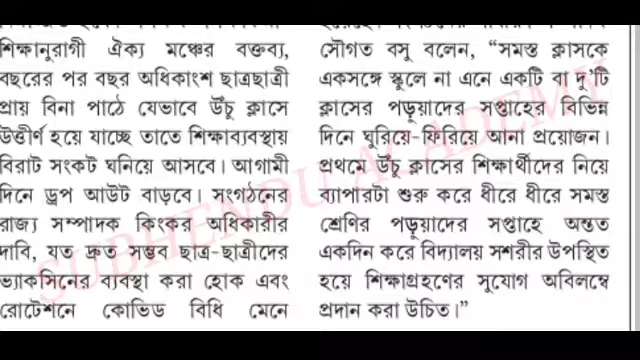 শিক্ষানুরাগী ঐক্য মঞ্চের বক্তব্য,
বছরের পর বছর অধিকাংশ ছাত্রছাত্রী
প্রায় বিনা পাঠে যেভাবে উঁচু ক্লাসে
উত্তীর্ণ হয়ে যাচ্ছে তাতে শিক্ষাব্যবস্থায়
বিরাট সংকট ঘনিয়ে আসবে। আগামী
দিনে ড্রপ আউট বাড়বে। সংগঠনের
রাজ্য সম্পাদক কিংকর অধিকারীর
দাবি, যত দ্রুত সম্ভব ছাত্র-ছাত্রীদের
ভ্যাকসিনের ব্যবস্থা করা হোক এবং
রোটেশনে কোভিড বিধি মেনে
সৌগত বসু বলেন, “সমস্ত ক্লাসকে
একসঙ্গে স্কুলে না এনে একটি বা দু’টি
ক্লাসের পড়ুয়াদের সপ্তাহের বিভিন্ন
দিনে ঘুরিয়ে-ফিরিয়ে আনা প্রয়োজন।
প্রথমে উঁচু ক্লাসের শিক্ষার্থীদের নিয়ে
ব্যাপারটা শুরু করে ধীরে ধীরে সমস্ত
শ্রেণির পড়ুয়াদের সপ্তাহে অন্তত
একদিন করে বিদ্যালয় সশরীর উপস্থিত
হয়ে শিক্ষাগ্রহণের সুযোগ অবিলম্বে
প্রদান করা উচিত।”
SUBHENDU ACADEMY